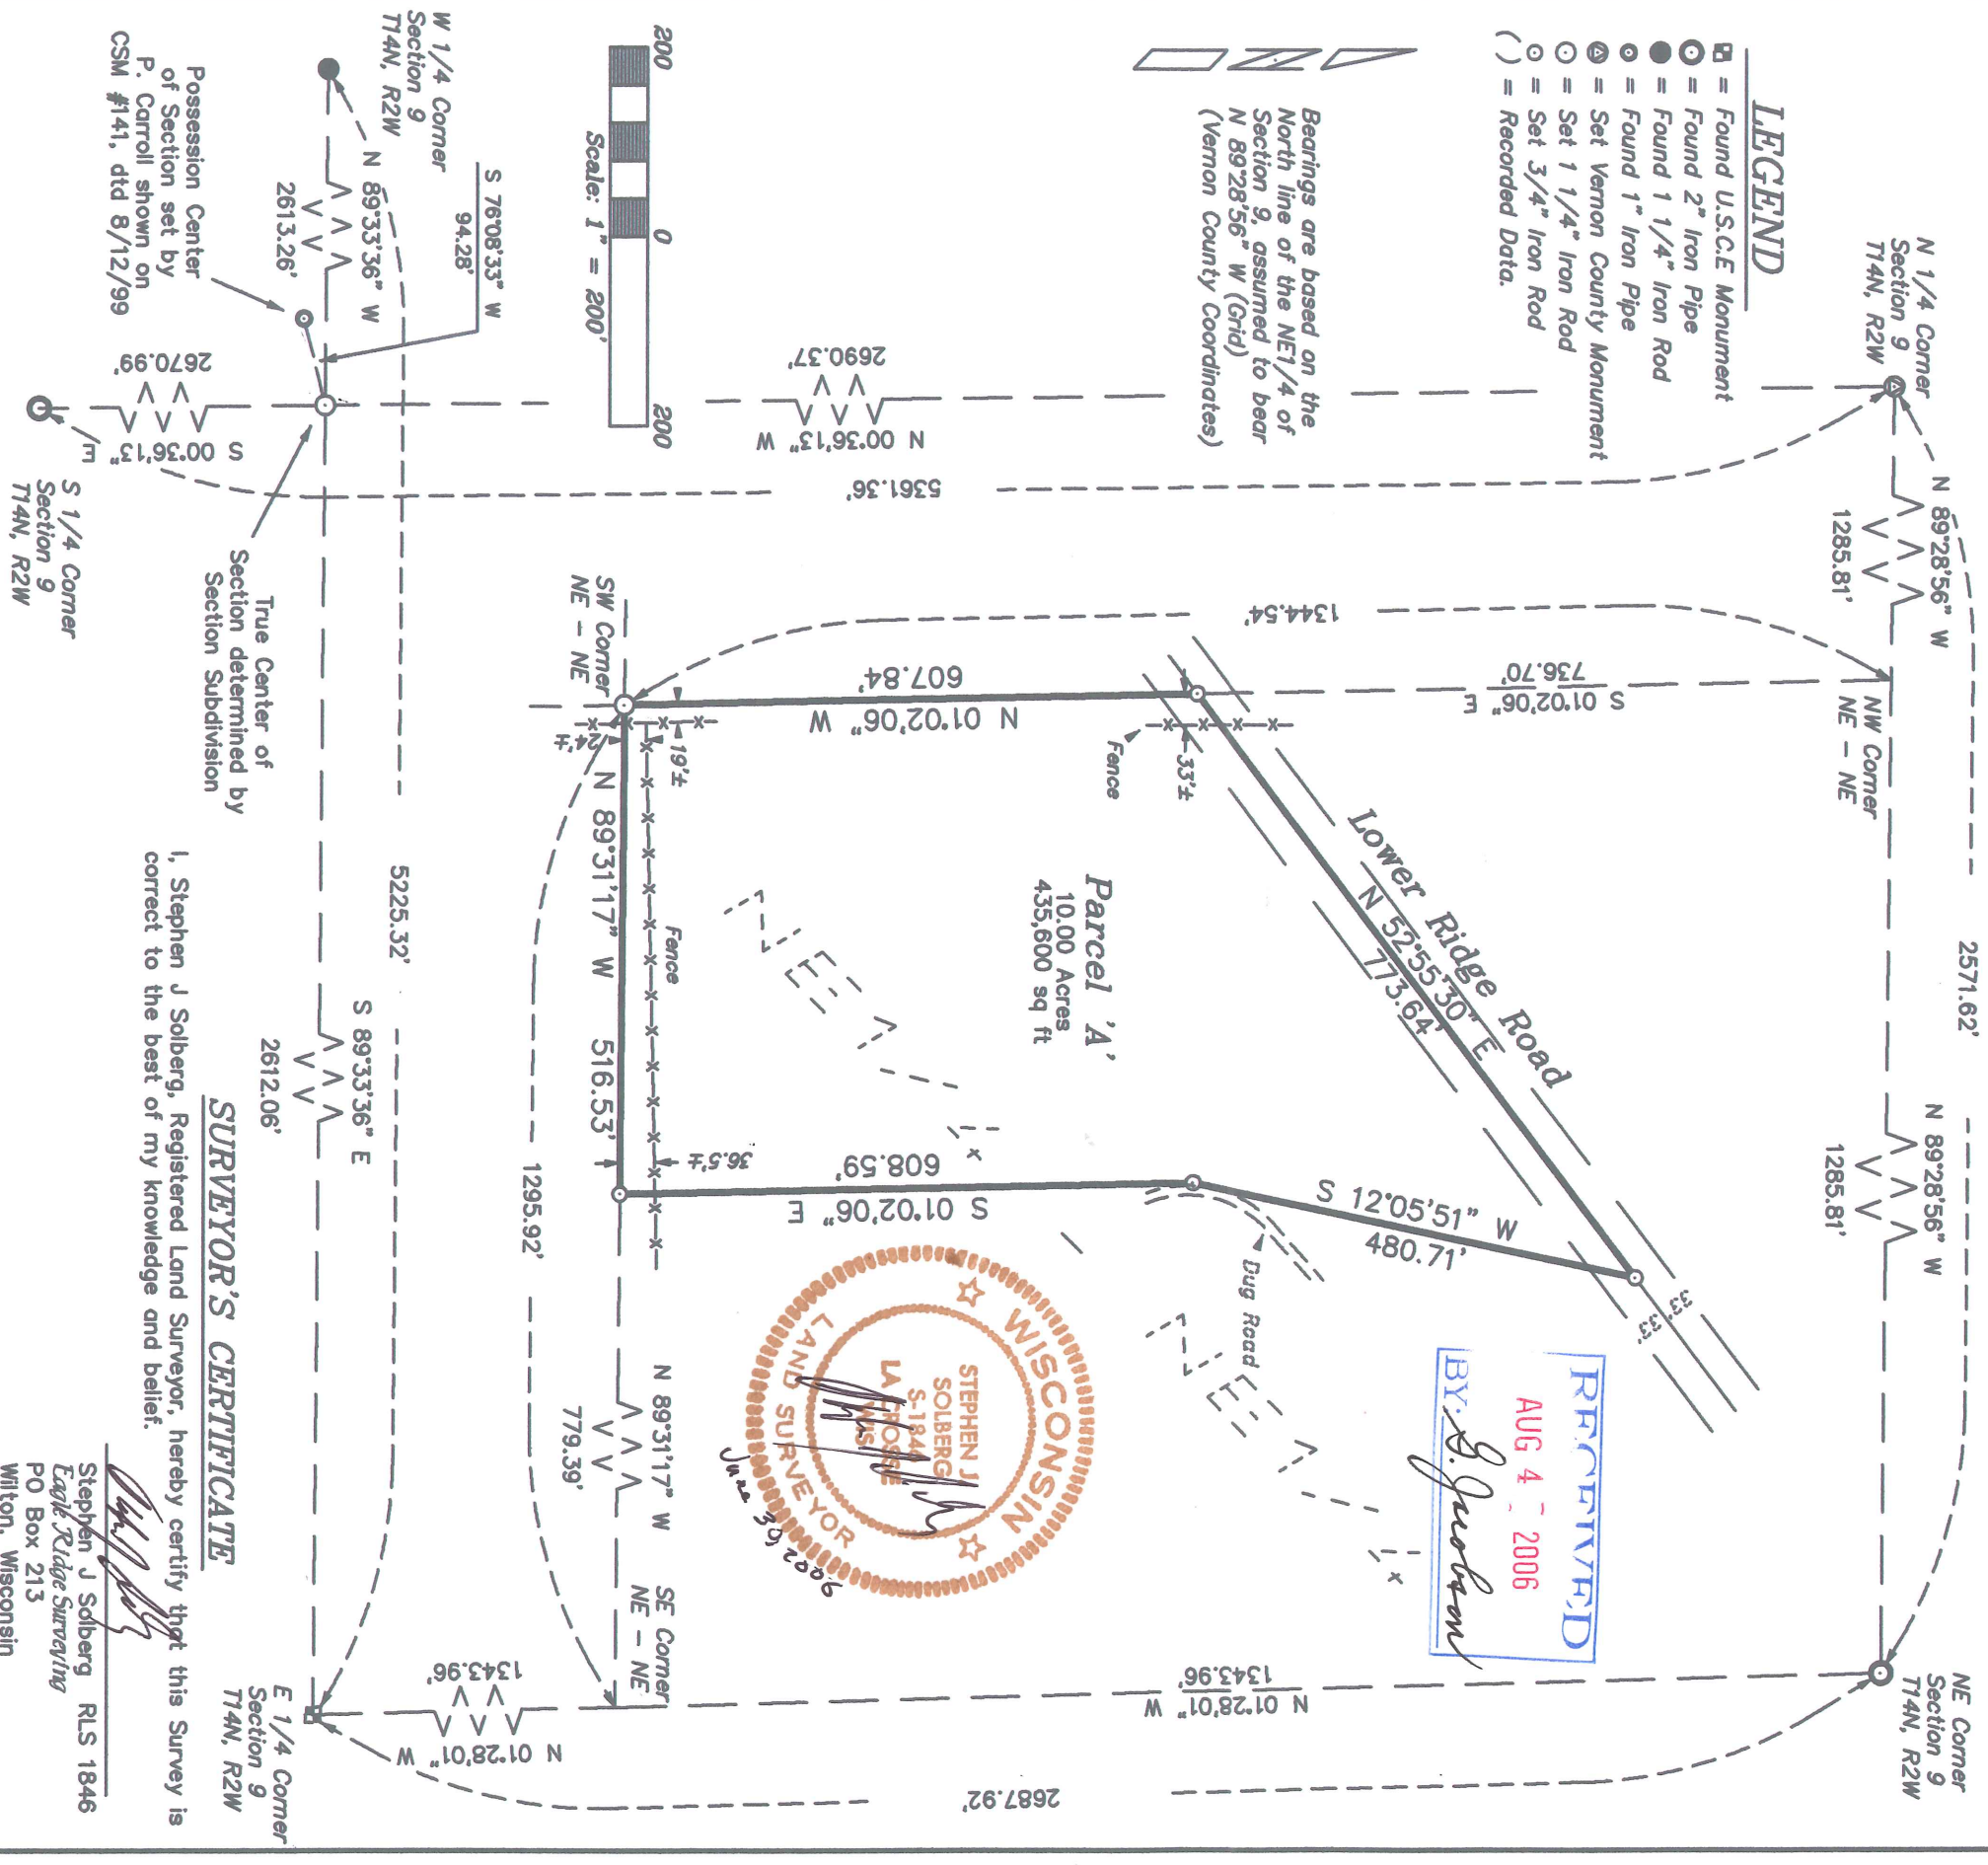 LEGEND
= Found U.S.C.E Monument
= Found 2" Iron Pipe
= Found 1 1/4" Iron Rod
= Found 1" Iron Pipe
= Set Vernon County Monument
= Set 1 1/4" Iron Rod
= Set 3/4" Iron Rod
( ) = Recorded Data.
Bearings are based on the
North line of the NE1/4 of
Section 9, assumed to bear
N 89°28'56" W (Grid)
(Vernon County Coordinates)
200 0 200
Scale: 1" = 200'
N 1/4 Corner
Section 9
T14N, R2W
2571.62'
N 89°28'56" W
1285.81'
N 89°28'56" W
1285.81'
NE Corner
Section 9
T14N, R2W
NW Corner
NE - NE
S 01°02'06" E
736.70'
1344.54'
5361.36'
N 00°36'13" W
2690.37'
Lower Ridge Road
N 52°55'30" E
773.64'
33'
33'
33'±
Fence
Parcel 'A'
10.00 Acres
435,600 sq ft
N 01°02'06" W
607.84'
S 12°05'51" W
480.71'
Dug Road
S 01°02'06" E
608.59'
NE 1/4
NE 1/4
RECEIVED
AUG 4 - 2006
BY: G. Jacobson
WISCONSIN
STEPHEN J
SOLBERG
S-1846
LA CROSSE
WIS
LAND SURVEYOR
June 30, 2006
N 01°28'01" W
1343.96'
2687.92'
SW Corner
NE - NE
19'±
24'±
Fence
36.5'±
N 89°31'17" W 516.53'
1295.92'
N 89°31'17" W
779.39'
SE Corner
NE - NE
N 01°28'01" W
1343.96'
W 1/4 Corner
Section 9
T14N, R2W
S 76°08'33" W
94.28'
N 89°33'36" W
2613.26'
5225.32'
S 89°33'36" E
2612.06'
E 1/4 Corner
Section 9
T14N, R2W
Possession Center
of Section set by
P. Carroll shown on
CSM #141, dtd 8/12/99
S 00°36'13" E
2670.99'
True Center of
Section determined by
Section Subdivision
S 1/4 Corner
Section 9
T14N, R2W
SURVEYOR'S CERTIFICATE
I, Stephen J Solberg, Registered Land Surveyor, hereby certify that this Survey is
correct to the best of my knowledge and belief.
Stephen J Solberg RLS 1846
Eagle Ridge Surveying
PO Box 213
Wilton, Wisconsin